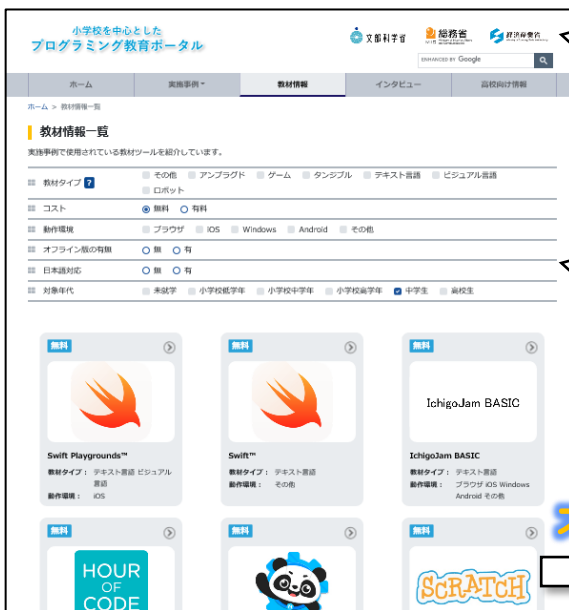 小学校を中心とした
プログラミング教育ポータル
文部科学省 総務省 経済産業省
ENHANCED BY Google
ホーム 実施事例 教材情報 インタビュー 高校向け情報
ホーム > 教材情報一覧
教材情報一覧
実施事例で使用されている教材ツールを紹介しています。
教材タイプ ? その他 アンプラグド ゲーム タンジブル テキスト言語 ビジュアル言語
ロボット
コスト 無料 有料
動作環境 ブラウザ iOS Windows Android その他
オフライン版の有無 無 有
日本語対応 無 有
対象年代 未就学 小学校低学年 小学校中学年 小学校高学年 中学生 高校生
無料 無料 無料
IchigoJam BASIC
Swift Playgrounds™ Swift™ IchigoJam BASIC
教材タイプ： テキスト言語 ビジュアル 教材タイプ： テキスト言語 教材タイプ： テキスト言語
言語 動作環境： その他 動作環境： ブラウザ iOS Windows
動作環境： iOS Android その他
無料 無料 無料
HOUR
OF
CODE
SCRATCH